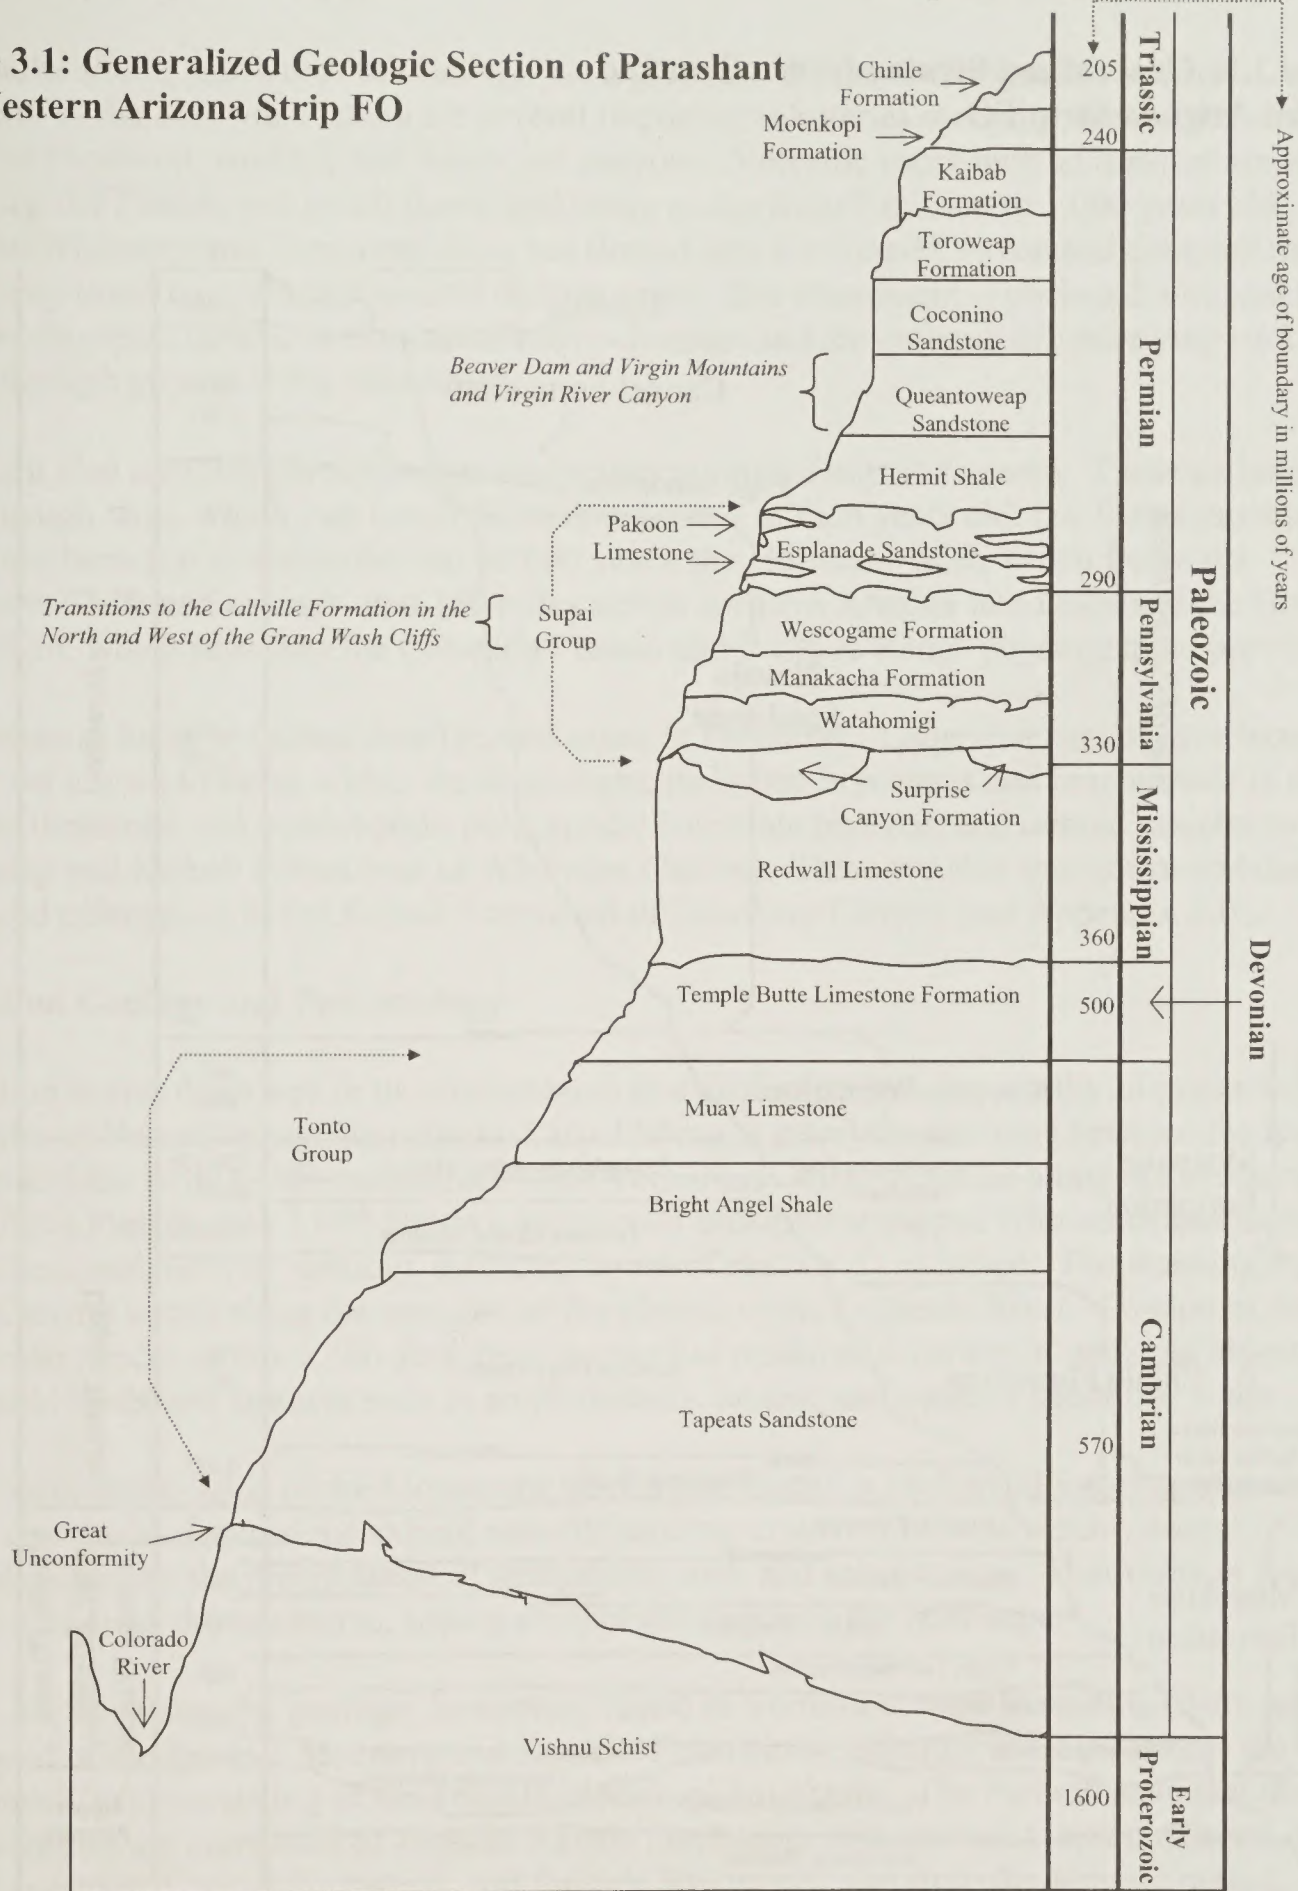 3.1: Generalized Geologic Section of Parashant
estern Arizona Strip FO
Chinle
Formation
Moenkopi
Formation
Kaibab
Formation
Toroweap
Formation
Coconino
Sandstone
Beaver Dam and Virgin Mountains
and Virgin River Canyon
Queantoweap
Sandstone
Hermit Shale
Pakoon
Limestone
Esplanade Sandstone
Transitions to the Callville Formation in the
North and West of the Grand Wash Cliffs
Supai
Group
Wescogame Formation
Manakacha Formation
Watahomigi
Surprise
Canyon Formation
Redwall Limestone
Temple Butte Limestone Formation
Tonto
Group
Muav Limestone
Bright Angel Shale
Tapeats Sandstone
Great
Unconformity
Colorado
River
Vishnu Schist
205
240
290
330
360
500
570
1600
Triassic
Permian
Pennsylvania
Mississippian
Cambrian
Early
Proterozoic
Paleozoic
Devonian
Approximate age of boundary in millions of years